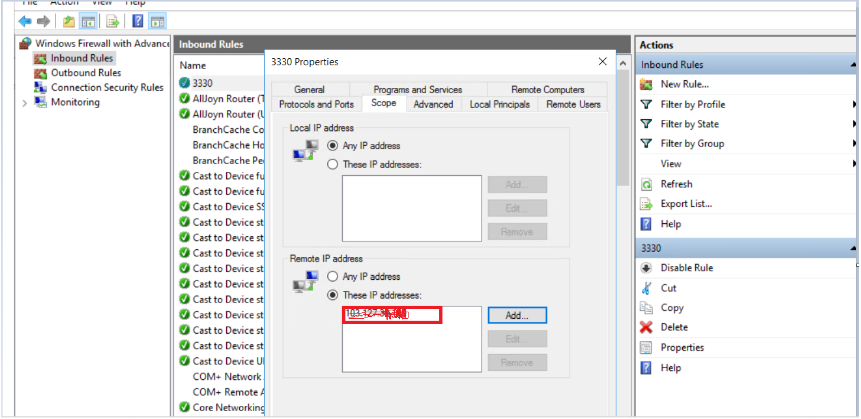 File Action View Help
Windows Firewall with Advance
Inbound Rules
Outbound Rules
Connection Security Rules
Monitoring
Inbound Rules
Name
3330
AllJoyn Router (T
AllJoyn Router (U
BranchCache Co
BranchCache Ho
BranchCache Pe
Cast to Device fu
Cast to Device fu
Cast to Device SS
Cast to Device st
Cast to Device st
Cast to Device st
Cast to Device st
Cast to Device st
Cast to Device st
Cast to Device st
Cast to Device st
Cast to Device st
Cast to Device UI
COM+ Network
COM+ Remote A
Core Networking
3330 Properties
General
Programs and Services
Remote Computers
Protocols and Ports
Scope
Advanced
Local Principals
Remote Users
Local IP address
Any IP address
These IP addresses:
Add...
Edit...
Remove
Remote IP address
Any IP address
These IP addresses:
Add...
Edit...
Remove
Actions
Inbound Rules
New Rule...
Filter by Profile
Filter by State
Filter by Group
View
Refresh
Export List...
Help
3330
Disable Rule
Cut
Copy
Delete
Properties
Help